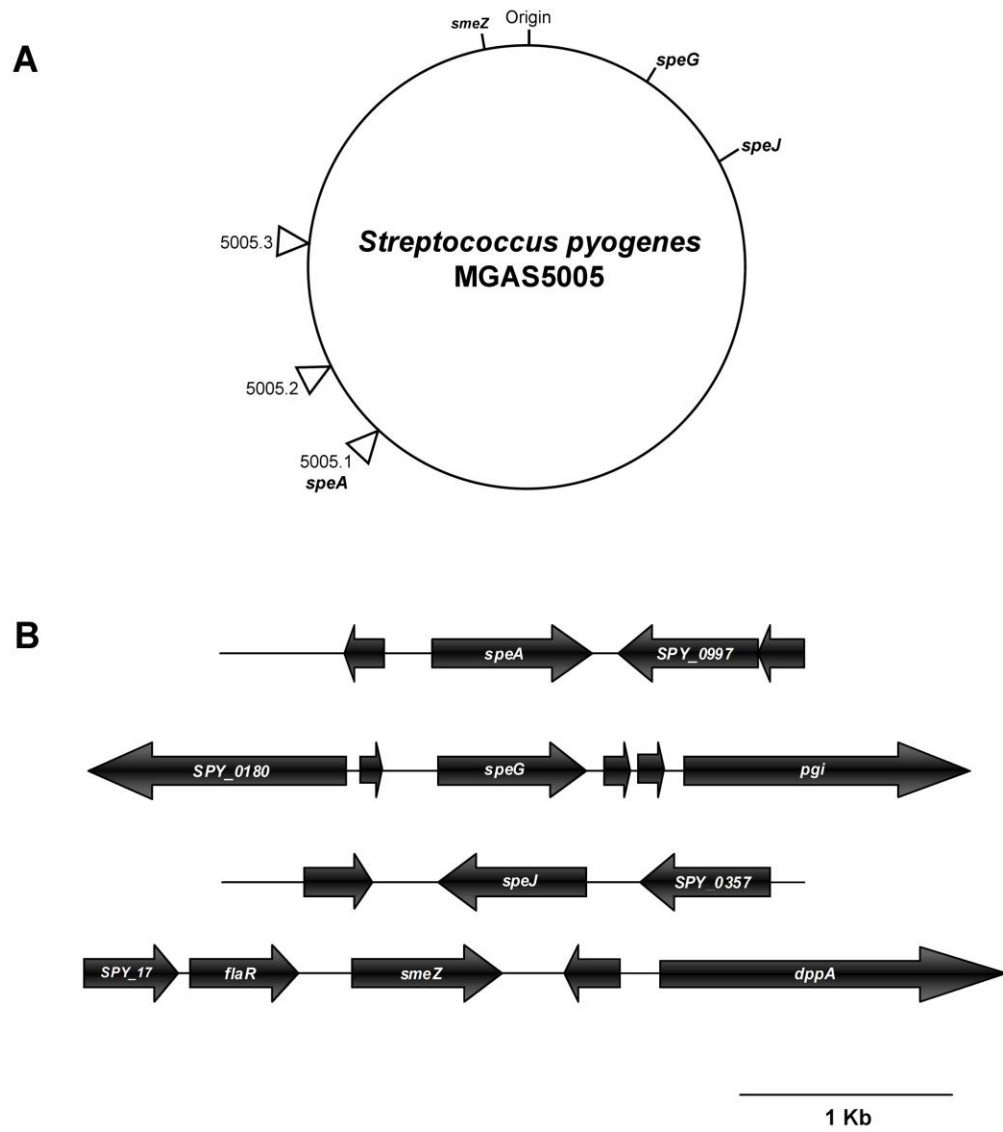 A
smeZ
Origin
speG
speJ
5005.3
Streptococcus pyogenes
MGAS5005
5005.2
5005.1
speA
B
speA
SPY_0997
SPY_0180
speG
pgi
speJ
SPY_0357
SPY_17
flaR
smeZ
dppA
1 Kb